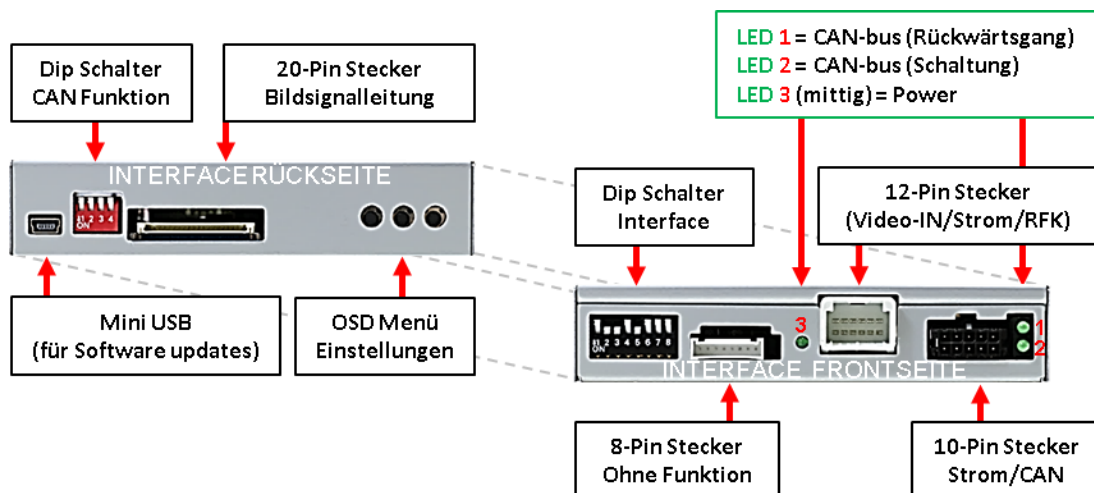 LED 1 = CAN-bus (Rückwärtsgang)
LED 2 = CAN-bus (Schaltung)
LED 3 (mittig) = Power
Dip Schalter
CAN Funktion
20-Pin Stecker
Bildsignalleitung
INTERFACE RÜCKSEITE
1 2 3 4
ON
Dip Schalter
Interface
12-Pin Stecker
(Video-IN/Strom/RFK)
Mini USB
(für Software updates)
OSD Menü
Einstellungen
3
1
2
1 2 3 4 5 6 7 8
ON
INTERFACE FRONTSEITE
8-Pin Stecker
Ohne Funktion
10-Pin Stecker
Strom/CAN